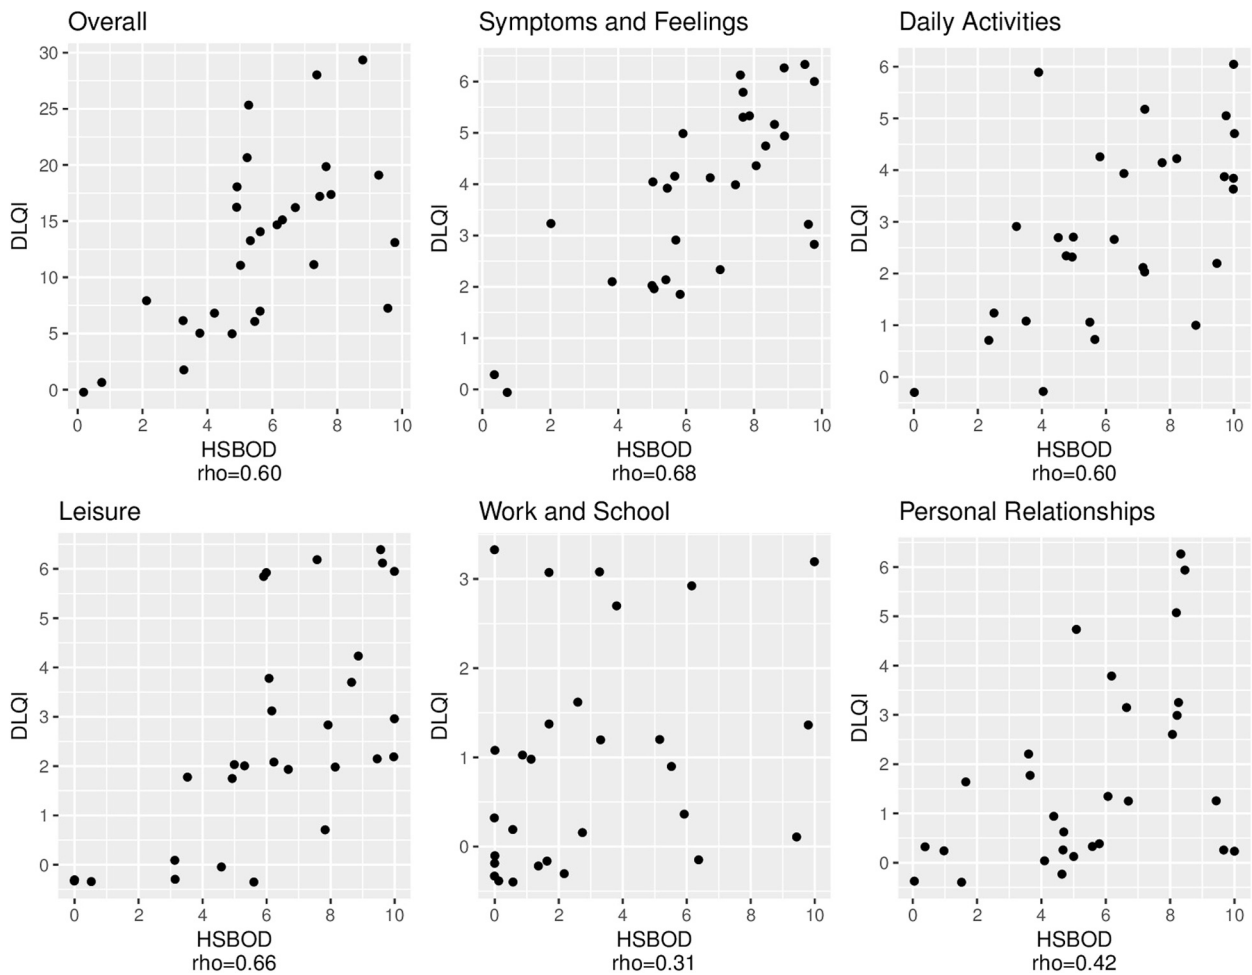 Overall
Symptoms and Feelings
Daily Activities
30
25
20
15
10
5
0
DLQI
0 2 4 6 8 10
HSBOD
rho=0.60
6
5
4
3
2
1
0
DLQI
0 2 4 6 8 10
HSBOD
rho=0.68
6
5
4
3
2
1
0
DLQI
0 2 4 6 8 10
HSBOD
rho=0.60
Leisure
Work and School
Personal Relationships
6
5
4
3
2
1
0
DLQI
0 2 4 6 8 10
HSBOD
rho=0.66
3
2
1
0
DLQI
0 2 4 6 8 10
HSBOD
rho=0.31
6
5
4
3
2
1
0
DLQI
0 2 4 6 8 10
HSBOD
rho=0.42